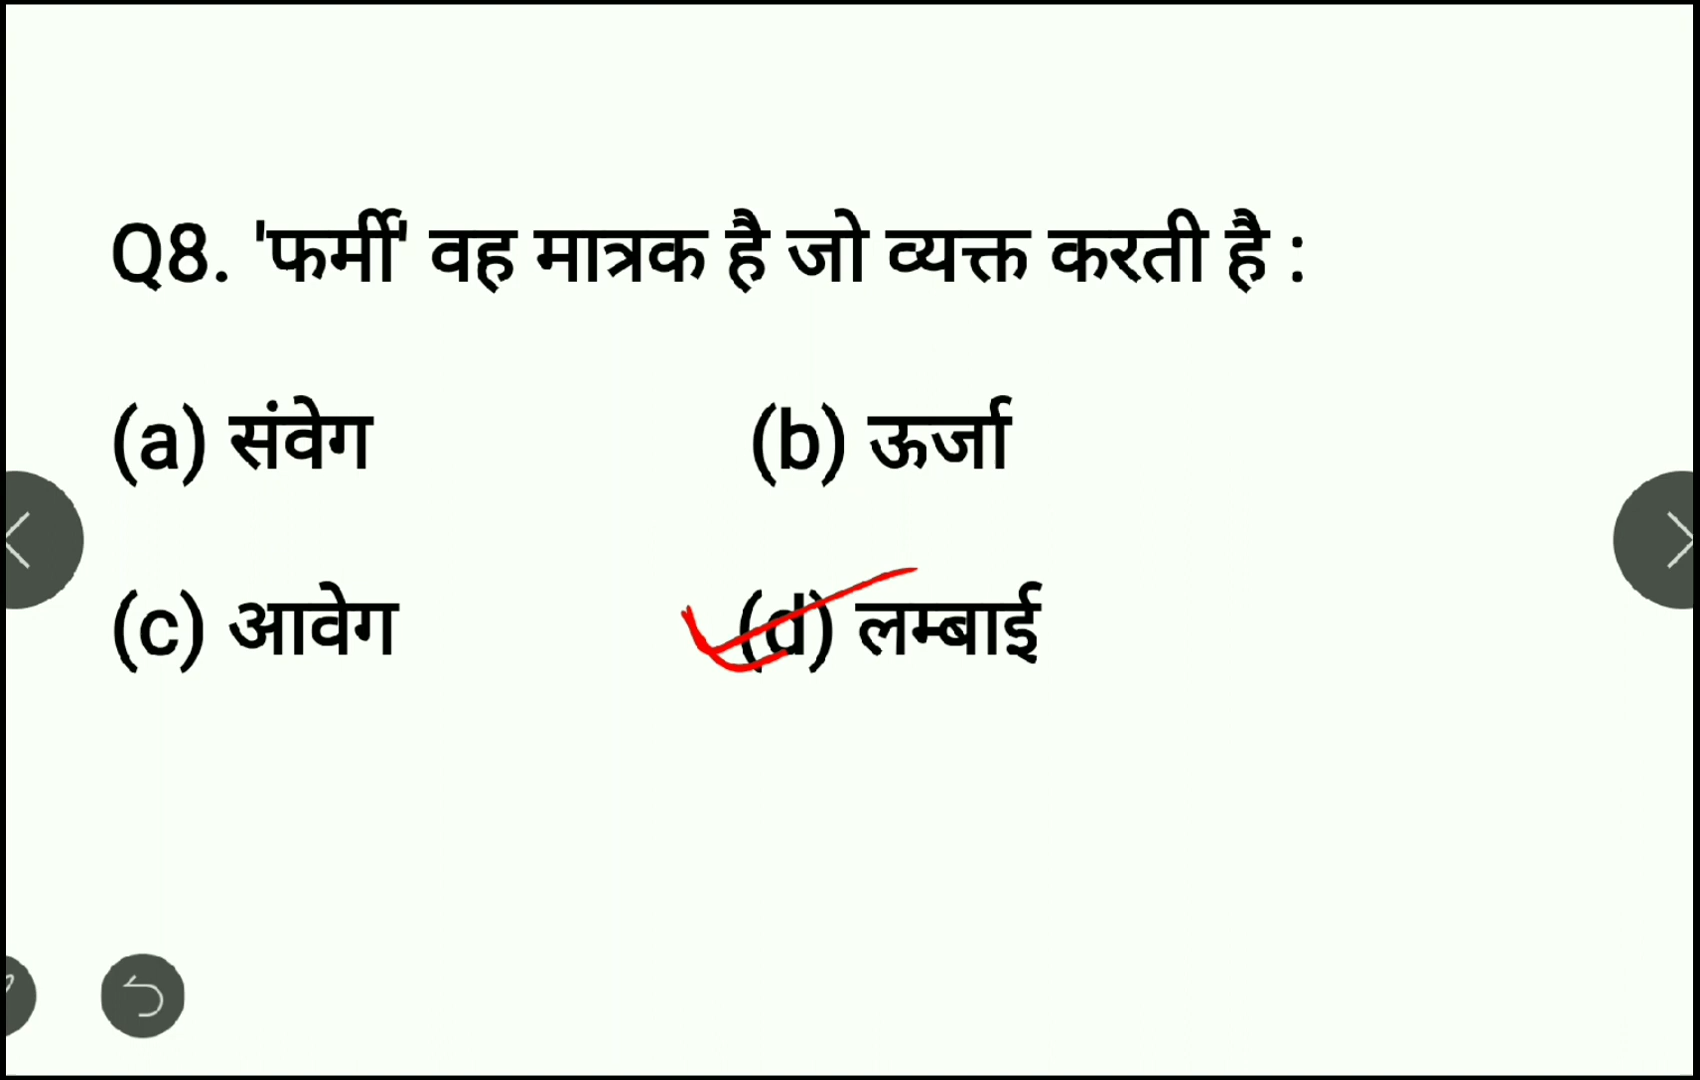 Q8. 'फर्मी' वह मात्रक है जो व्यक्त करती है :
(a) संवेग (b) ऊर्जा
(c) आवेग (d) लम्बाई